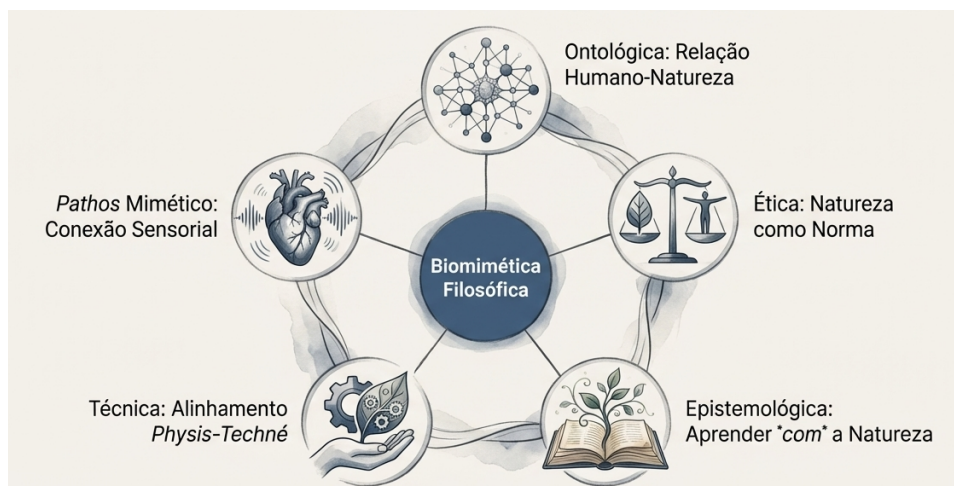 Ontológica: Relação
Humano-Natureza
Pathos Mimético:
Conexão Sensorial
Ética: Natureza
como Norma
Biomimética
Filosófica
Técnica: Alinhamento
Physis-Techné
Epistemológica:
Aprender *com* a Natureza